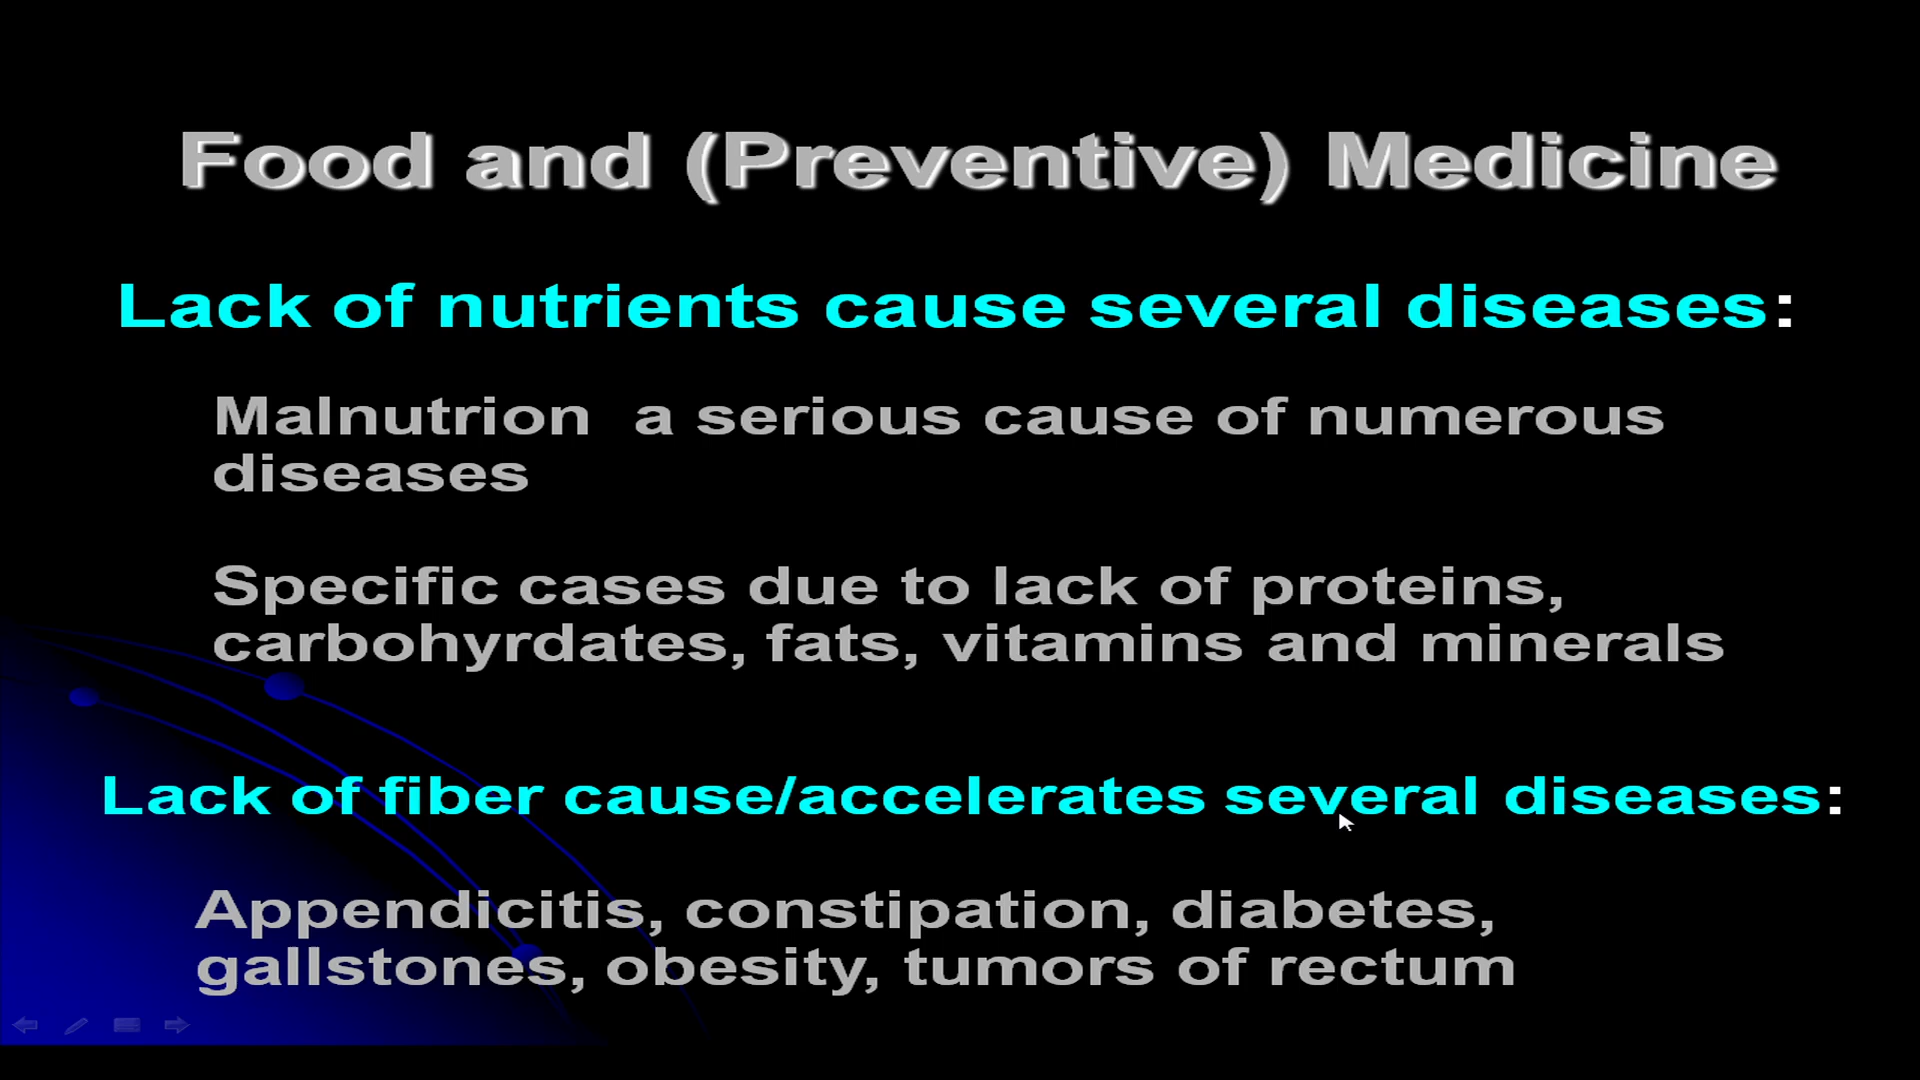 Food and (Preventive) Medicine
Lack of nutrients cause several diseases:
Malnutrion a serious cause of numerous
diseases
Specific cases due to lack of proteins,
carbohyrdates, fats, vitamins and minerals
Lack of fiber cause/accelerates several diseases:
Appendicitis, constipation, diabetes,
gallstones, obesity, tumors of rectum